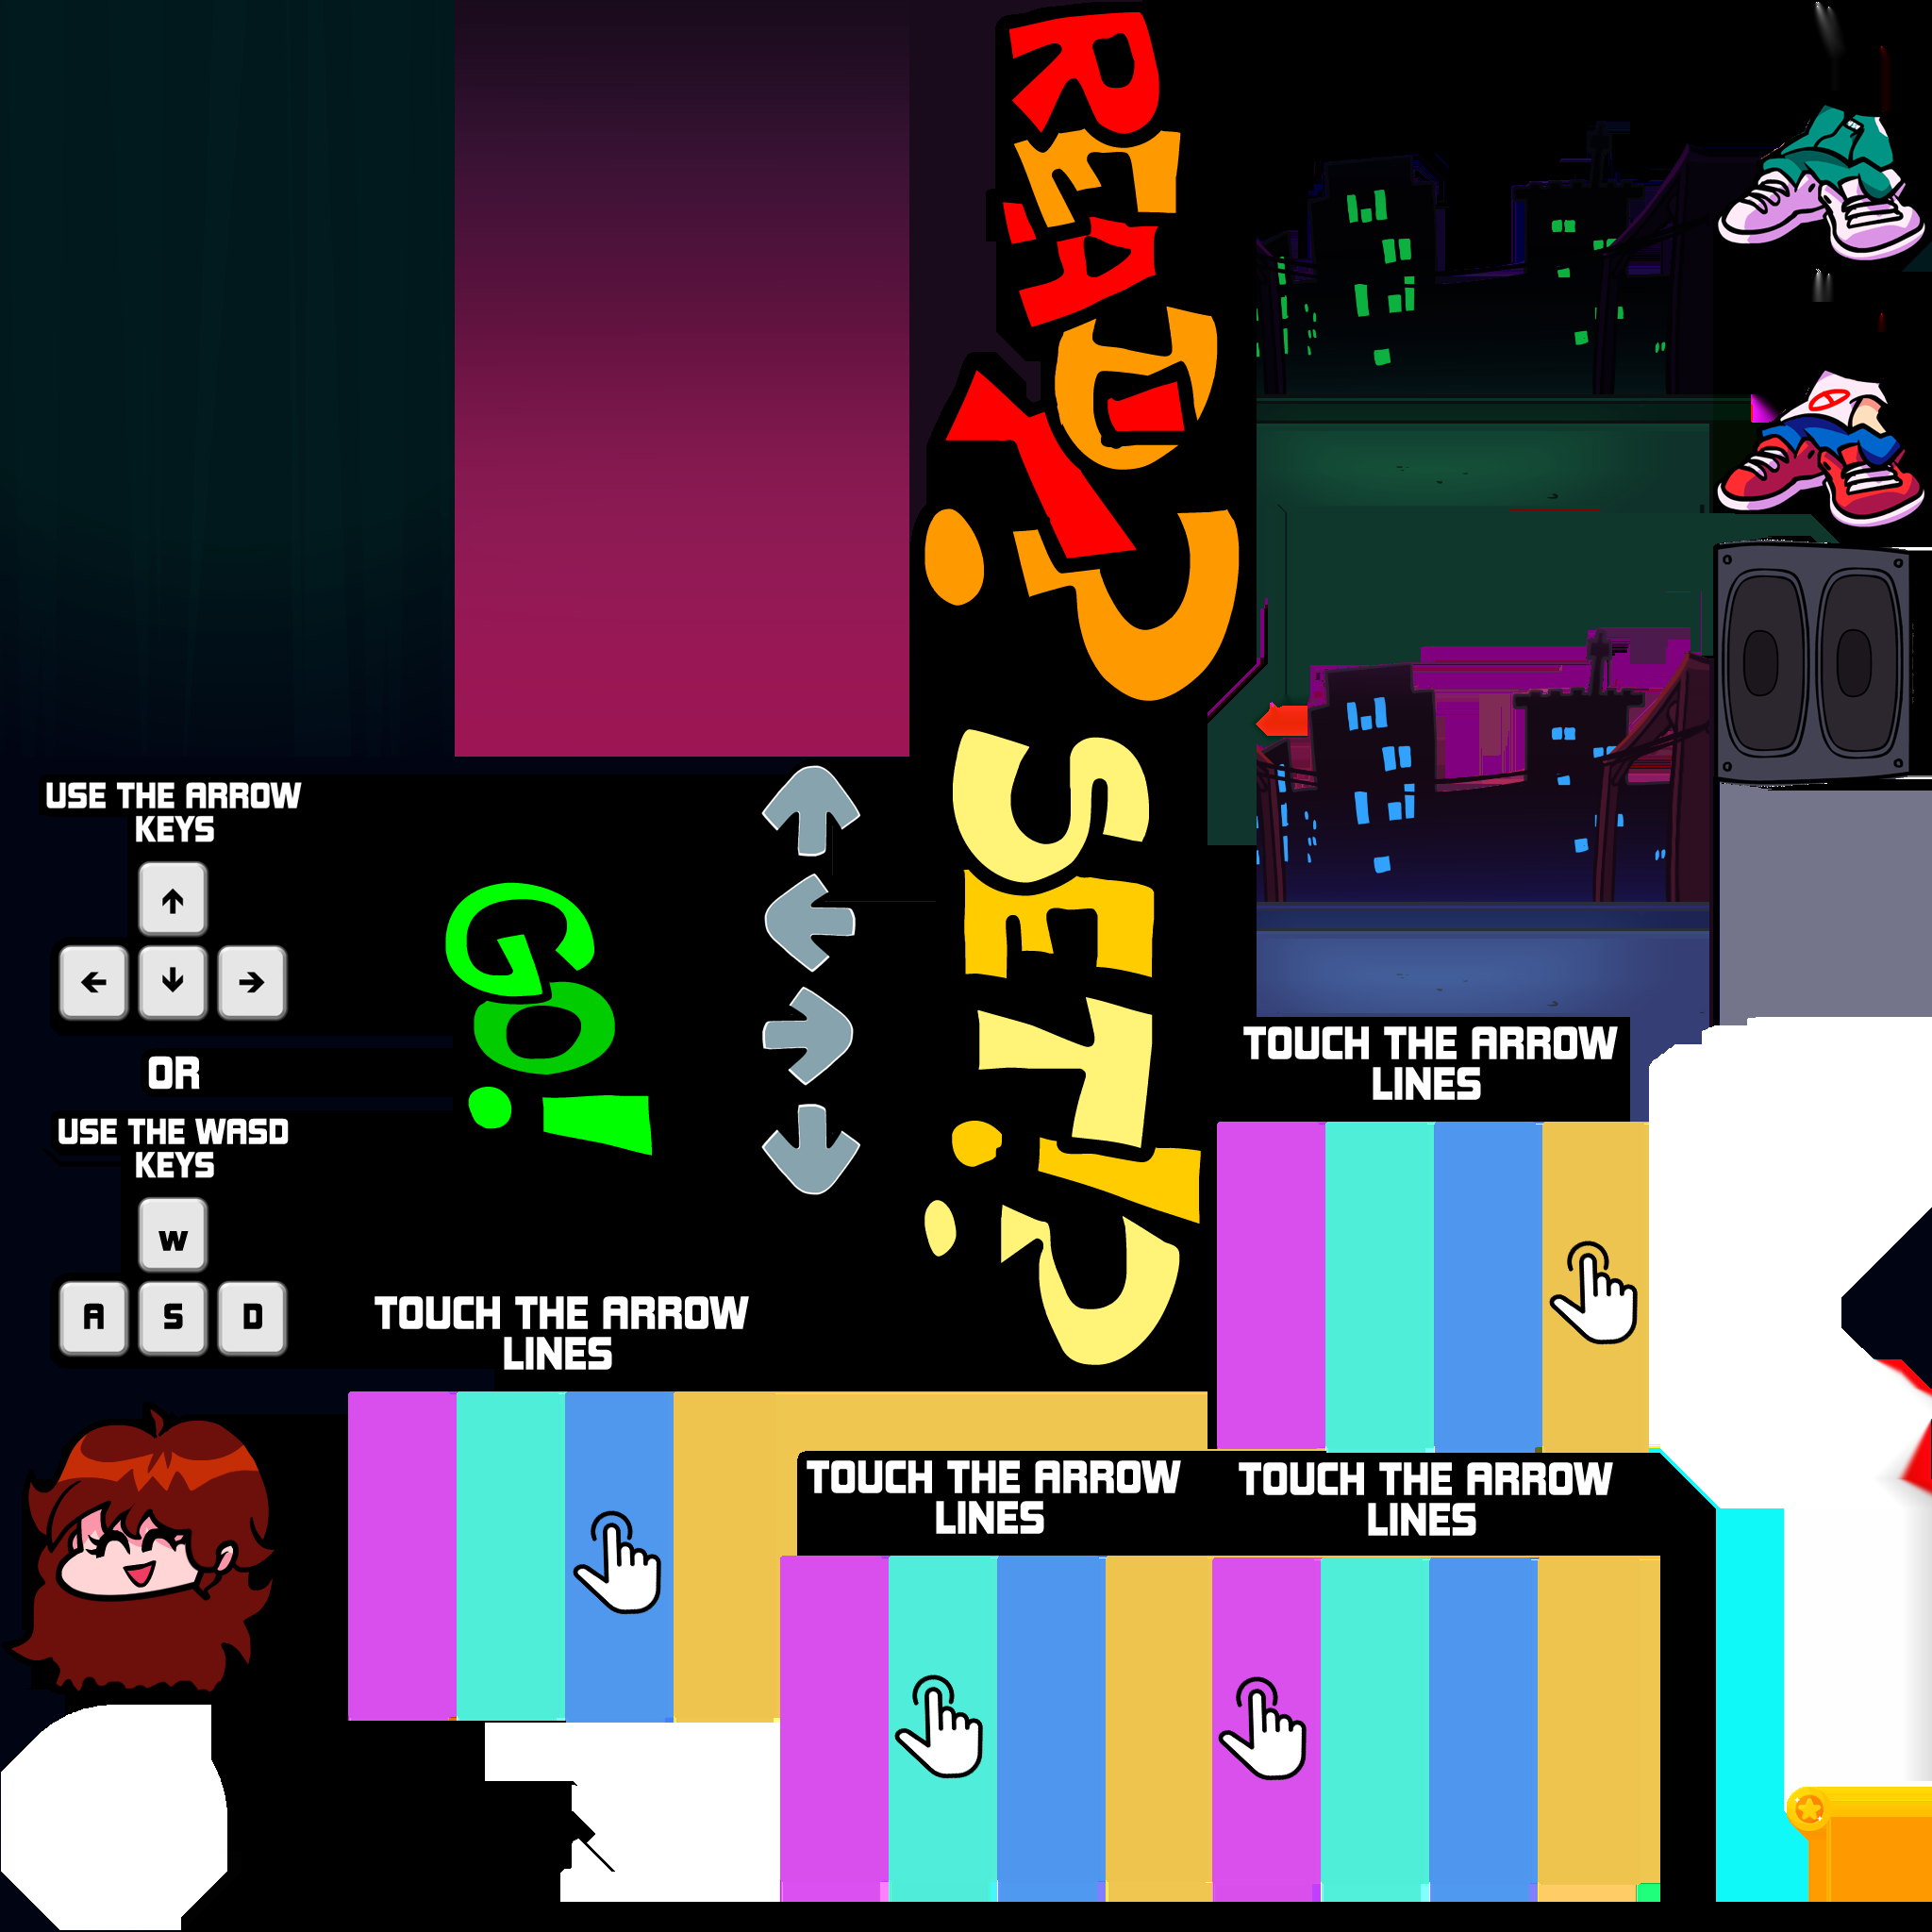 READY?
USE THE ARROW
KEYS
OR
USE THE WASD
KEYS
W
A S D
GO!
SET?
TOUCH THE ARROW
LINES
TOUCH THE ARROW
LINES
TOUCH THE ARROW
LINES
TOUCH THE ARROW
LINES